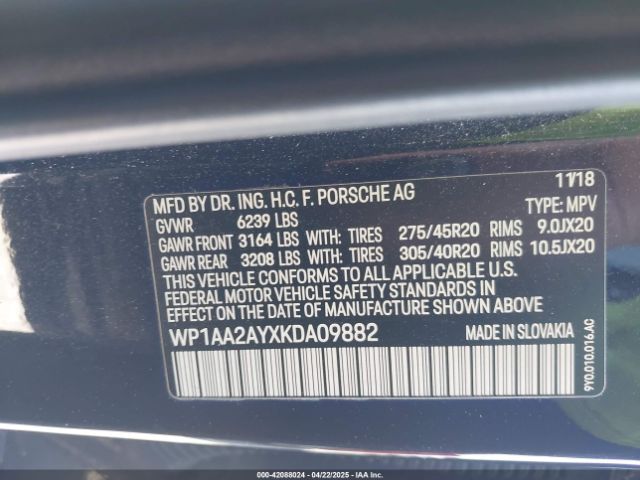 MFD BY DR. ING. H.C. F. PORSCHE AG 11/18
GVWR 6239 LBS TYPE: MPV
GAWR FRONT 3164 LBS WITH: TIRES 275/45R20 RIMS 9.0JX20
GAWR REAR 3208 LBS WITH: TIRES 305/40R20 RIMS 10.5JX20
THIS VEHICLE CONFORMS TO ALL APPLICABLE U.S.
FEDERAL MOTOR VEHICLE SAFETY STANDARDS IN
EFFECT ON THE DATE OF MANUFACTURE SHOWN ABOVE
WP1AA2AYXKDA09882 MADE IN SLOVAKIA
9Y0.010.016.AC
000-42088024 - 04/22/2025 - IAAI.COM